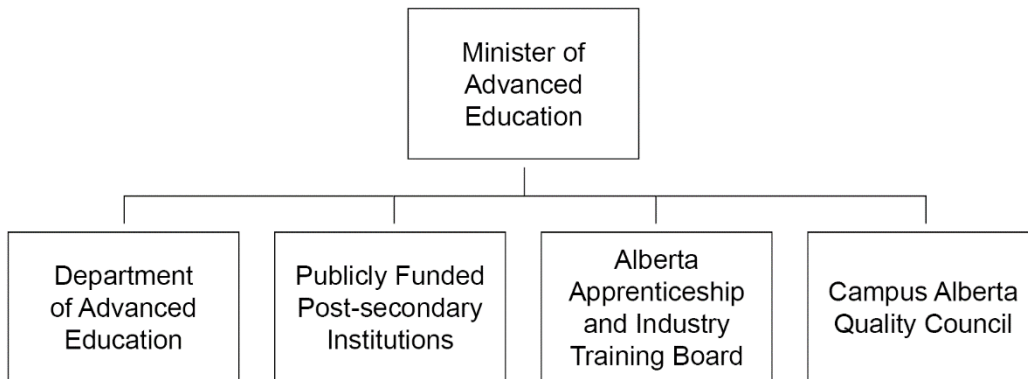 Minister of
Advanced
Education
Department
of Advanced
Education
Publicly Funded
Post-secondary
Institutions
Alberta
Apprenticeship
and Industry
Training Board
Campus Alberta
Quality Council